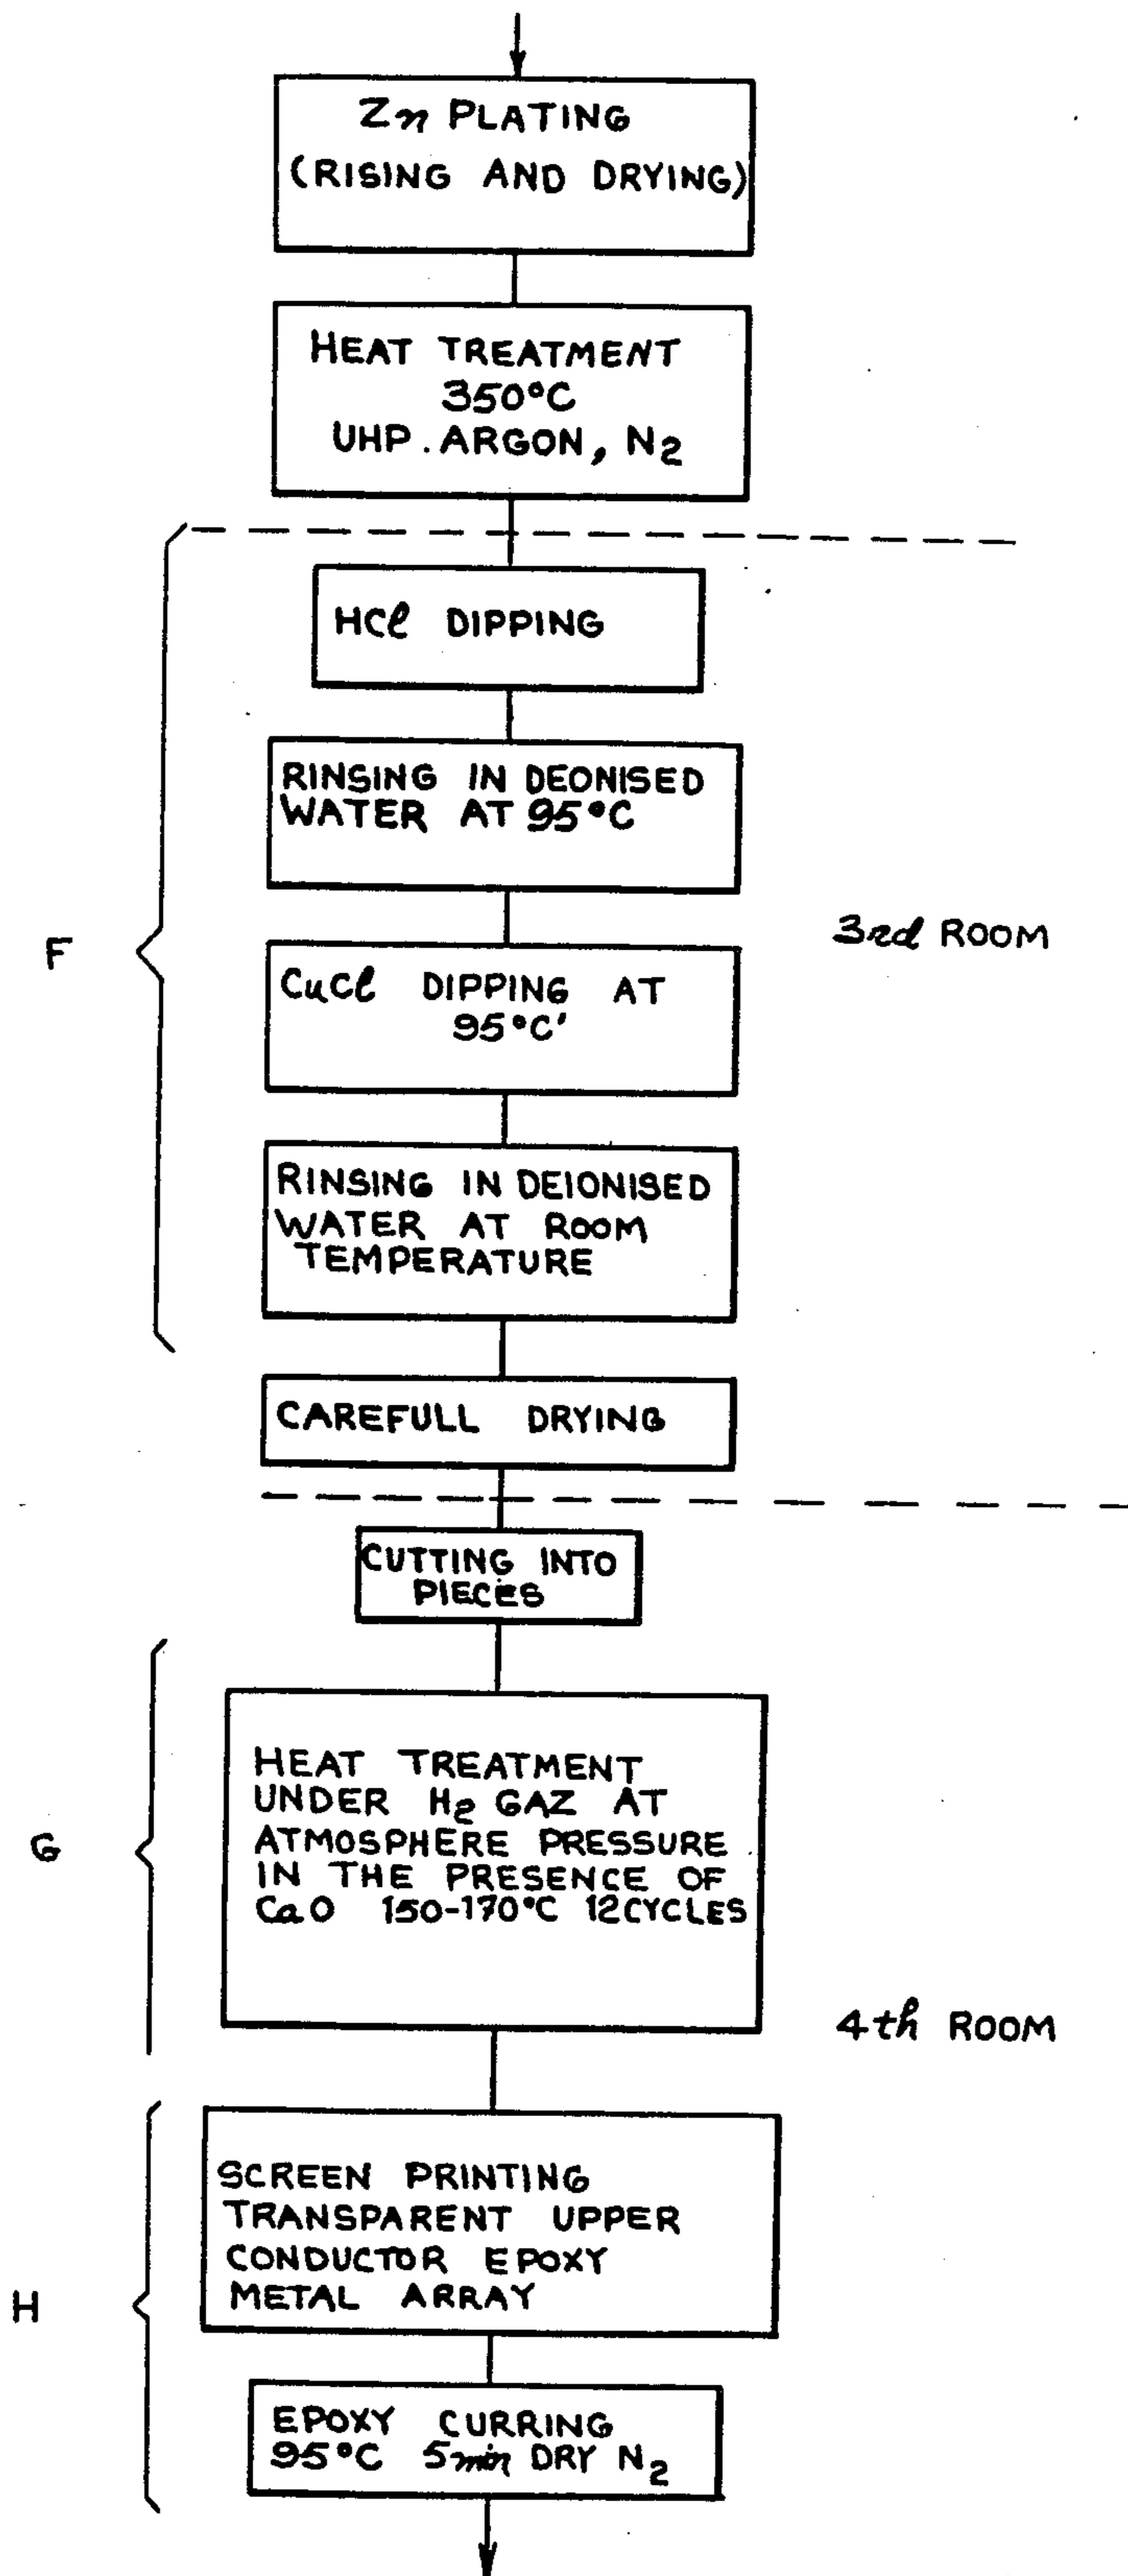 Zn PLATING
(RISING AND DRYING)
HEAT TREATMENT
350°C
UHP. ARGON, N2
HCl DIPPING
RINSING IN DEONISED
WATER AT 95°C
F
3rd ROOM
CuCl DIPPING AT
95°C'
RINSING IN DEIONISED
WATER AT ROOM
TEMPERATURE
CAREFULL DRYING
CUTTING INTO
PIECES
HEAT TREATMENT
UNDER H2 GAZ AT
ATMOSPHERE PRESSURE
IN THE PRESENCE OF
CaO 150-170°C 12CYCLES
G
4th ROOM
SCREEN PRINTING
TRANSPARENT UPPER
CONDUCTOR EPOXY
METAL ARRAY
H
EPOXY CURRING
95°C 5min DRY N2